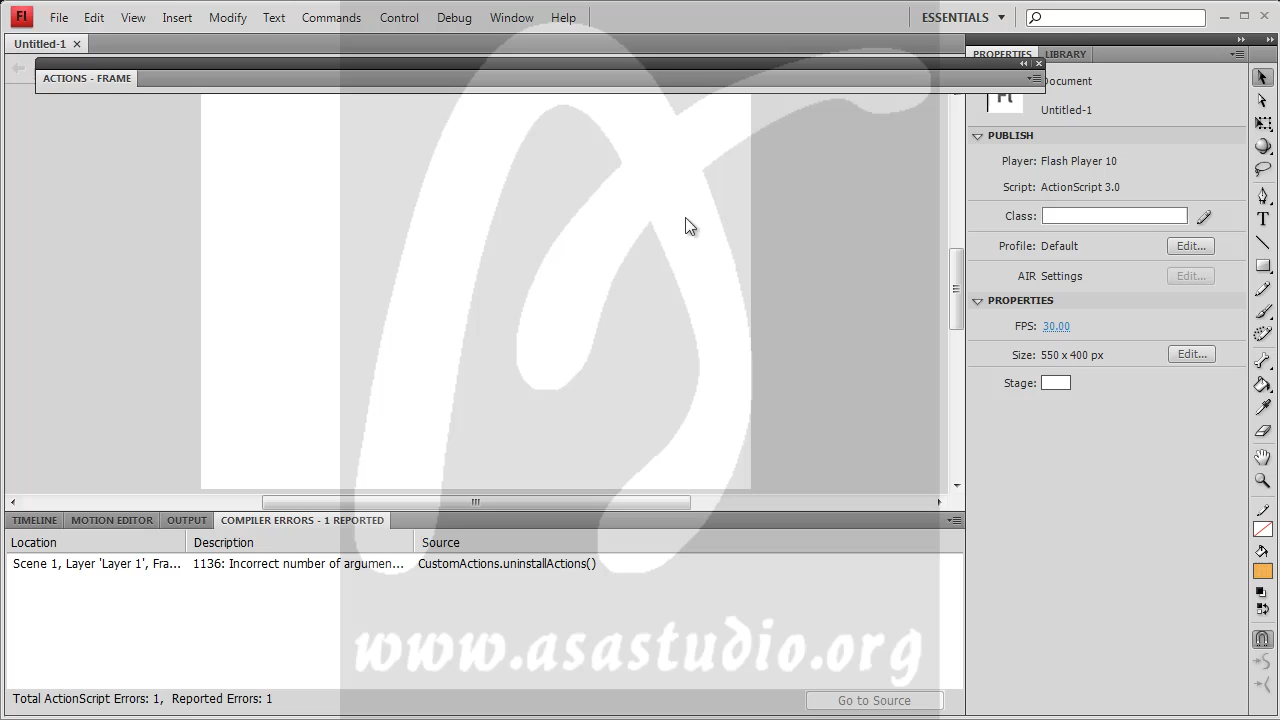 Fl File Edit View Insert Modify Text Commands Control Debug Window Help ESSENTIALS
Untitled-1
PROPERTIES LIBRARY
ACTIONS - FRAME
Document
Untitled-1
PUBLISH
Player: Flash Player 10
Script: ActionScript 3.0
Class:
Profile: Default Edit...
AIR Settings Edit...
PROPERTIES
FPS: 30.00
Size: 550 x 400 px Edit...
Stage:
TIMELINE MOTION EDITOR OUTPUT COMPILER ERRORS - 1 REPORTED
Location Description Source
Scene 1, Layer 'Layer 1', Fra... 1136: Incorrect number of argumen... CustomActions.uninstallActions()
www.asastudio.org
Total ActionScript Errors: 1, Reported Errors: 1 Go to Source